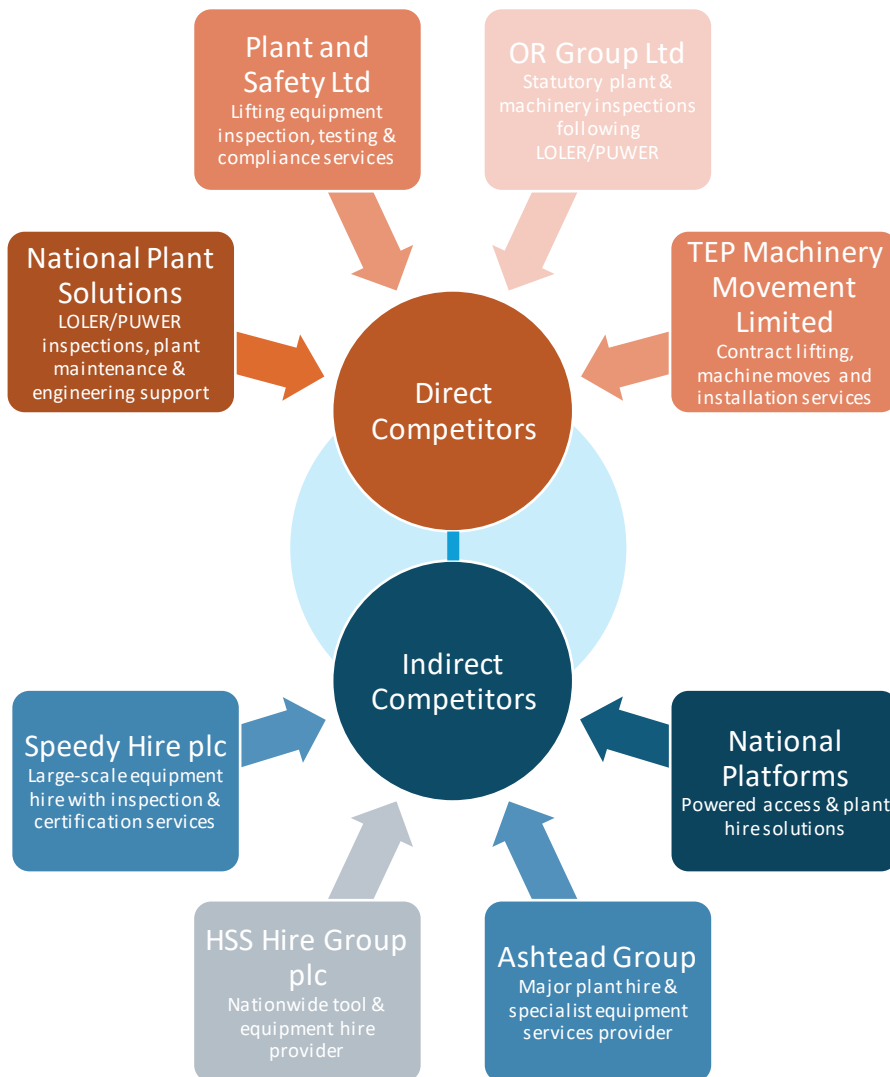 Plant and
Safety Ltd
Lifting equipment
inspection, testing &
compliance services
OR Group Ltd
Statutory plant &
machinery inspections
following
LOLER/PUWER
National Plant
Solutions
LOLER/PUWER
inspections, plant
maintenance &
engineering support
TEP Machinery
Movement
Limited
Contract lifting,
machine moves and
installation services
Direct
Competitors
Indirect
Competitors
Speedy Hire plc
Large-scale equipment
hire with inspection &
certification services
National
Platforms
Powered access & plant
hire solutions
HSS Hire Group
plc
Nationwide tool &
equipment hire
provider
Ashtead Group
Major plant hire &
specialist equipment
services provider